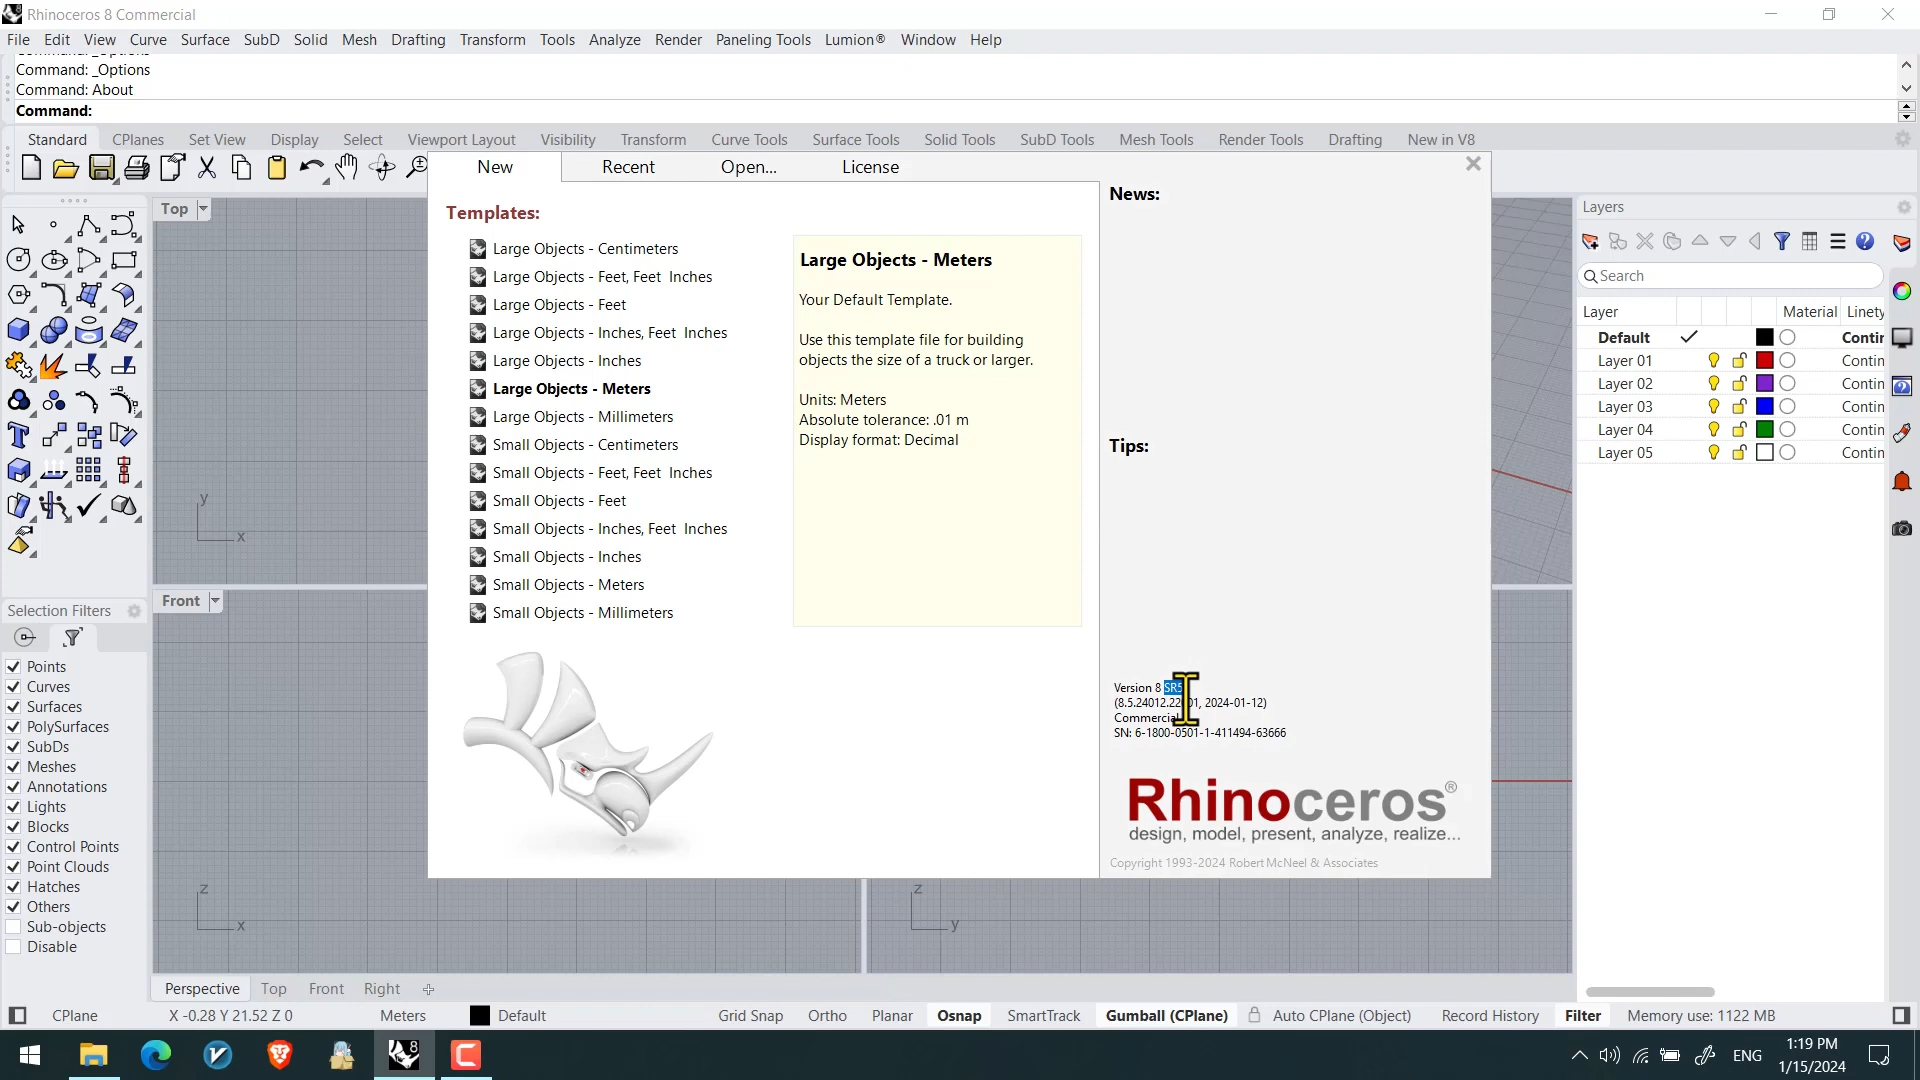 Rhinoceros 8 Commercial
File Edit View Curve Surface SubD Solid Mesh Drafting Transform Tools Analyze Render Paneling Tools Lumion® Window Help
Command: _Options
Command: About
Command:
Standard CPlanes Set View Display Select Viewport Layout Visibility Transform Curve Tools Surface Tools Solid Tools SubD Tools Mesh Tools Render Tools Drafting New in V8
New Recent Open... License
Templates:
Large Objects - Centimeters
Large Objects - Feet, Feet Inches
Large Objects - Feet
Large Objects - Inches, Feet Inches
Large Objects - Inches
Large Objects - Meters
Large Objects - Millimeters
Small Objects - Centimeters
Small Objects - Feet, Feet Inches
Small Objects - Feet
Small Objects - Inches, Feet Inches
Small Objects - Inches
Small Objects - Meters
Small Objects - Millimeters
Large Objects - Meters
Your Default Template.
Use this template file for building
objects the size of a truck or larger.
Units: Meters
Absolute tolerance: .01 m
Display format: Decimal
News:
Tips:
Version 8 SR5
2024-01-12)
Commercial
SN: 6-1800-0501-1-411494-63666
Rhinoceros®
design, model, present, analyze, realize...
Copyright 1993-2024 Robert McNeel & Associates
Top
y
x
Front
z
x
z
y
Layers
Search
Layer Material Linety
Default Contin
Layer 01 Contin
Layer 02 Contin
Layer 03 Contin
Layer 04 Contin
Layer 05 Contin
Selection Filters
Points
Curves
Surfaces
PolySurfaces
SubDs
Meshes
Annotations
Lights
Blocks
Control Points
Point Clouds
Hatches
Others
Sub-objects
Disable
Perspective Top Front Right
CPlane X -0.28 Y 21.52 Z 0 Meters Default Grid Snap Ortho Planar Osnap SmartTrack Gumball (CPlane) Auto CPlane (Object) Record History Filter Memory use: 1122 MB
8
ENG
1:19 PM
1/15/2024